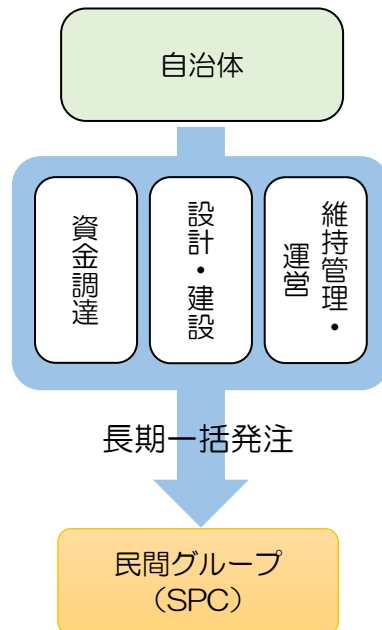 自治体
資金調達
設計・建設
維持管理・
運営
長期一括発注
民間グループ
（SPC）